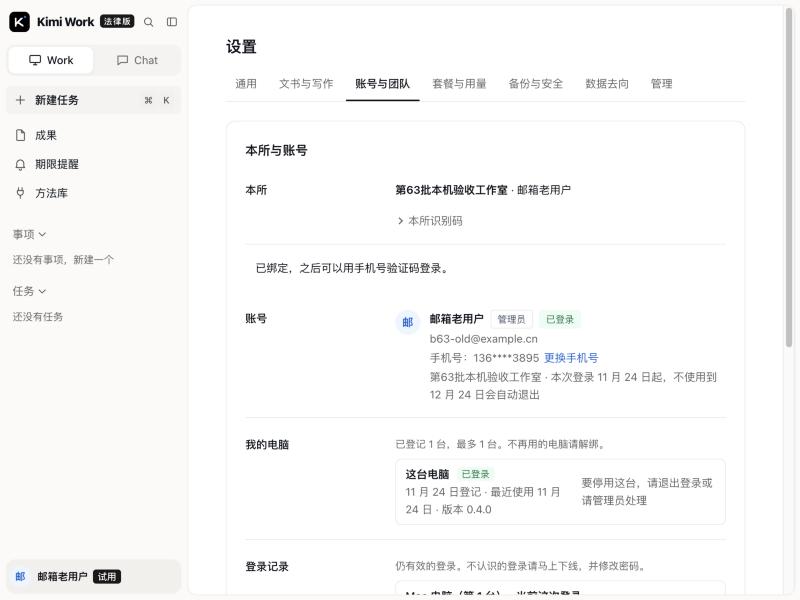 Kimi Work 法律版
Work
Chat
新建任务 ⌘ K
成果
期限提醒
方法库
事项
还没有事项，新建一个
任务
还没有任务
邮 邮箱老用户 试用
设置
通用 文书与写作 账号与团队 套餐与用量 备份与安全 数据去向 管理
本所与账号
本所 第63批本机验收工作室 · 邮箱老用户
本所识别码
已绑定，之后可以用手机号验证码登录。
账号 邮 邮箱老用户 管理员 已登录
b63-old@example.cn
手机号：136****3895 更换手机号
第63批本机验收工作室 · 本次登录 11 月 24 日起，不使用到
12 月 24 日会自动退出
我的电脑 已登记 1 台，最多 1 台。不再用的电脑请解绑。
这台电脑 已登录
11 月 24 日登记 · 最近使用 11 月
24 日 · 版本 0.4.0
要停用这台，请退出登录或
请管理员处理
登录记录 仍有效的登录。不认识的登录请马上下线，并修改密码。